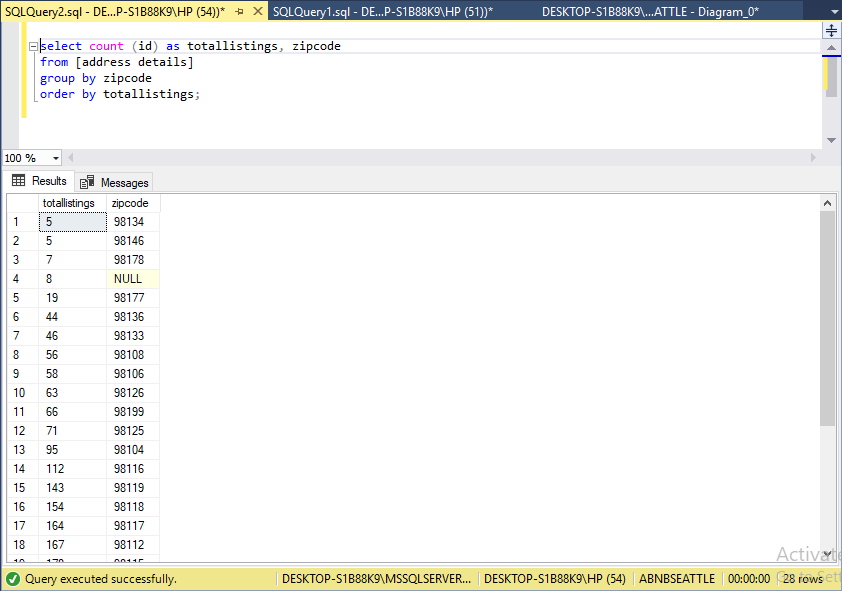 SQLQuery2.sql - DE...P-S1B88K9\HP (54))* SQLQuery1.sql - DE...P-S1B88K9\HP (51))* DESKTOP-S1B88K9\...ATTLE - Diagram_0*
select count (id) as totallistings, zipcode
from [address details]
group by zipcode
order by totallistings;
100 %
Results Messages
totallistings zipcode
1 5 98134
2 5 98146
3 7 98178
4 8 NULL
5 19 98177
6 44 98136
7 46 98133
8 56 98108
9 58 98106
10 63 98126
11 66 98199
12 71 98125
13 95 98104
14 112 98116
15 143 98119
16 154 98118
17 164 98117
18 167 98112
Activate
Query executed successfully. DESKTOP-S1B88K9\MSSQLSERVER... DESKTOP-S1B88K9\HP (54) ABNBSEATTLE 00:00:00 28 rows